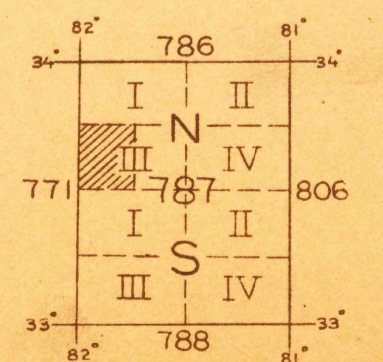 82° 81°
786
34° 34°
I II
N
III IV
771 787 806
I II
S
III IV
33° 33°
788
82° 81°